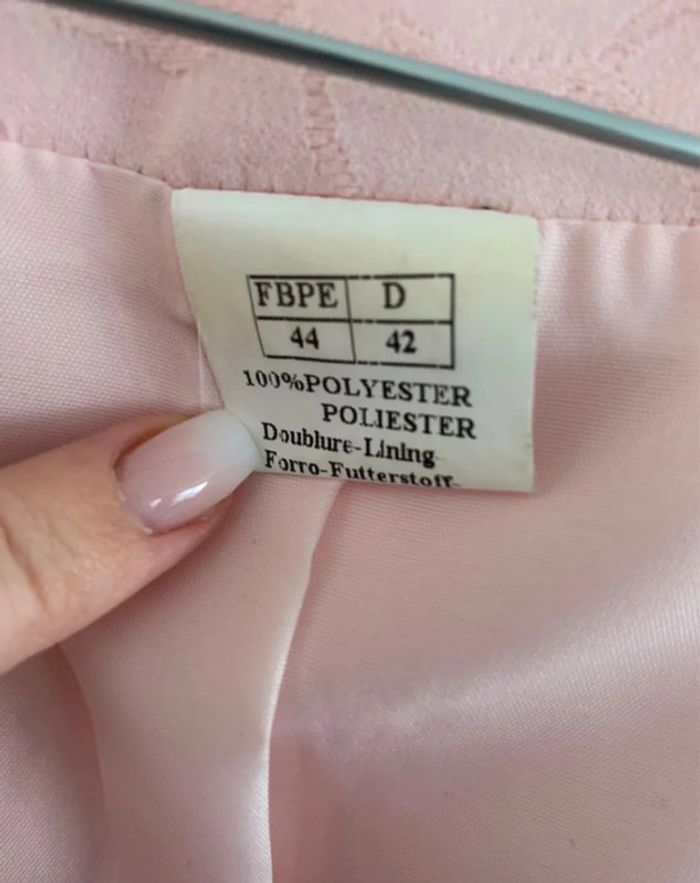 FBPE D
44 42
100%POLYESTER
POLIESTER
Doublure-Lining
Forro-Futterstoff-